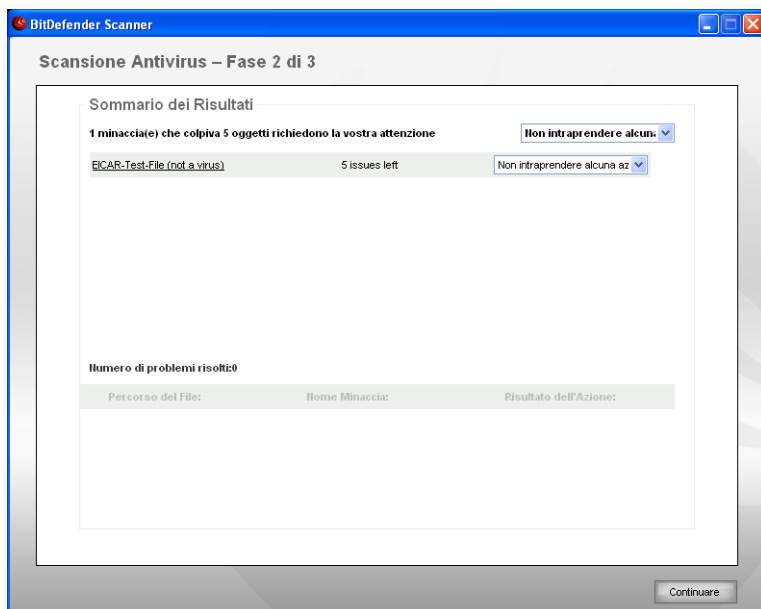 BitDefender Scanner
Scansione Antivirus – Fase 2 di 3
Sommario dei Risultati
1 minaccia(e) che colpiva 5 oggetti richiedono la vostra attenzione
Non intraprendere alcuna
EICAR-Test-File (not a virus)
5 issues left
Non intraprendere alcuna az
Numero di problemi risolti:0
Percorso del File:
Nome Minaccia:
Risultato dell'Azione:
Continuare